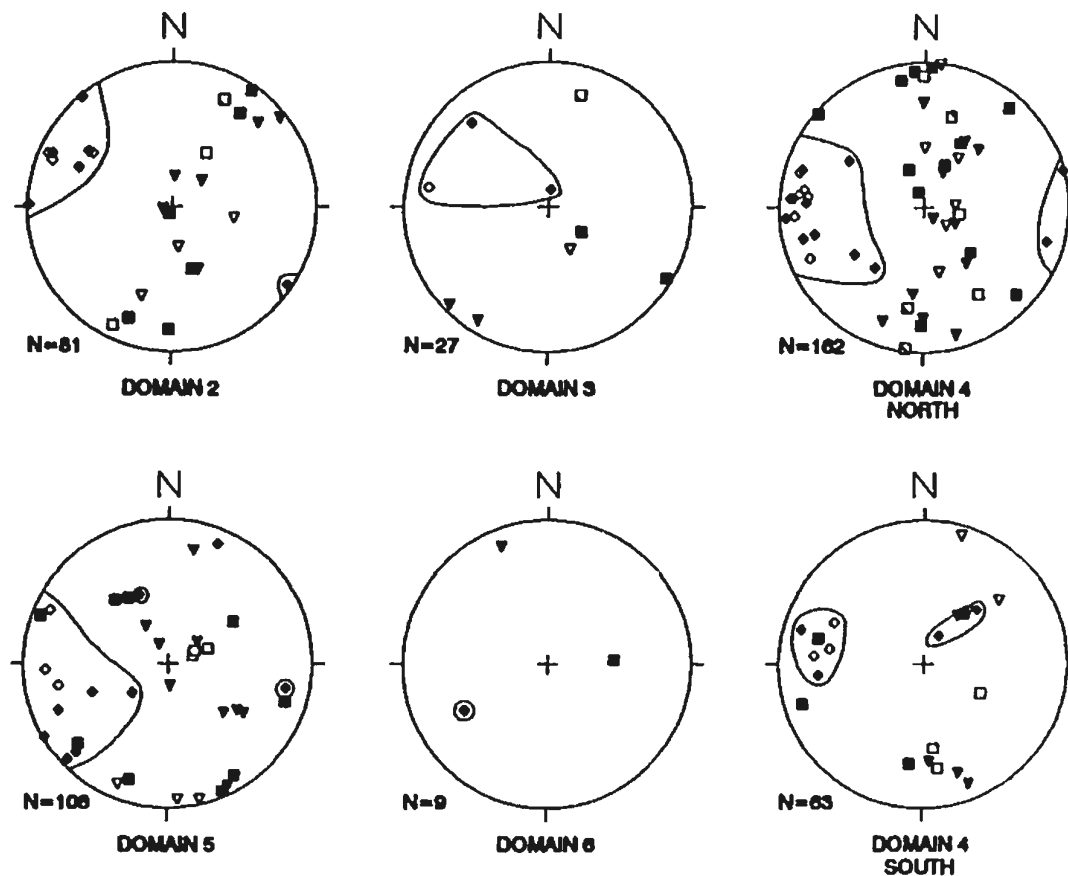 N N N
N=81 N=27 N=162
DOMAIN 2 DOMAIN 3 DOMAIN 4
NORTH
N N N
N=106 N=9 N=63
DOMAIN 5 DOMAIN 6 DOMAIN 4
SOUTH